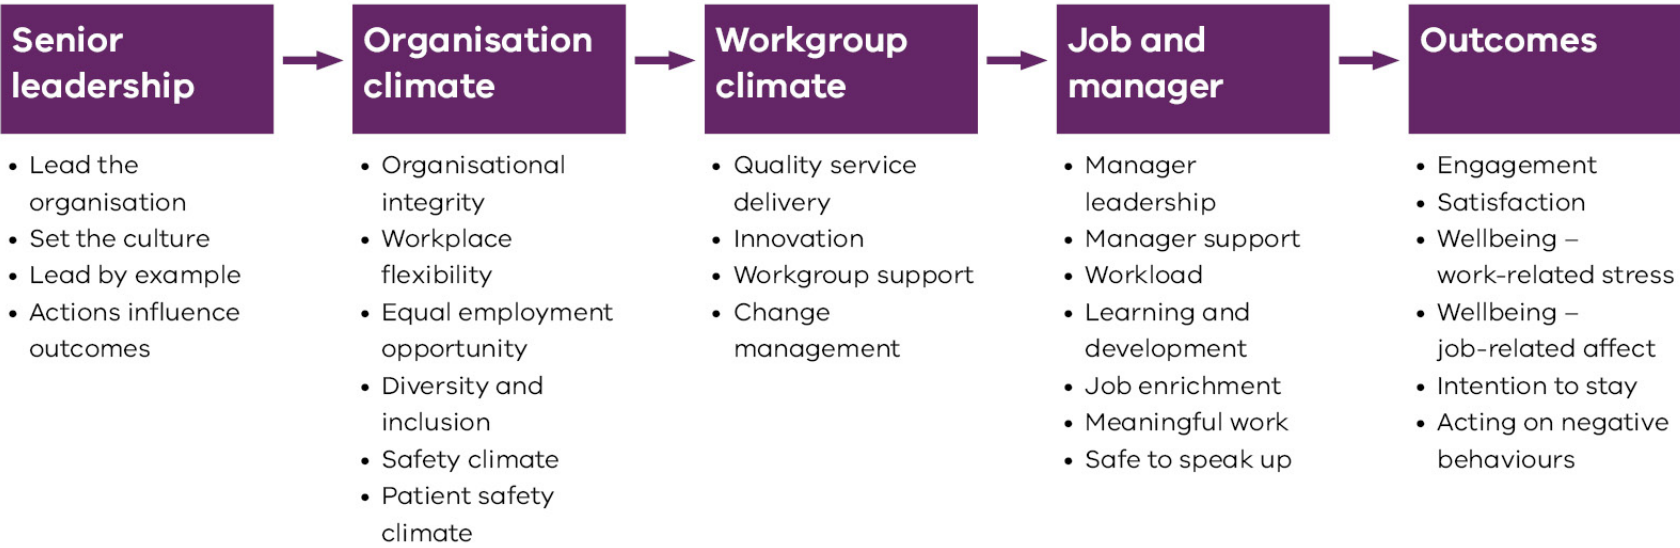 Senior
leadership
• Lead the
organisation
• Set the culture
• Lead by example
• Actions influence
outcomes
Organisation
climate
• Organisational
integrity
• Workplace
flexibility
• Equal employment
opportunity
• Diversity and
inclusion
• Safety climate
• Patient safety
climate
Workgroup
climate
• Quality service
delivery
• Innovation
• Workgroup support
• Change
management
Job and
manager
• Manager
leadership
• Manager support
• Workload
• Learning and
development
• Job enrichment
• Meaningful work
• Safe to speak up
Outcomes
• Engagement
• Satisfaction
• Wellbeing –
work-related stress
• Wellbeing –
job-related affect
• Intention to stay
• Acting on negative
behaviours